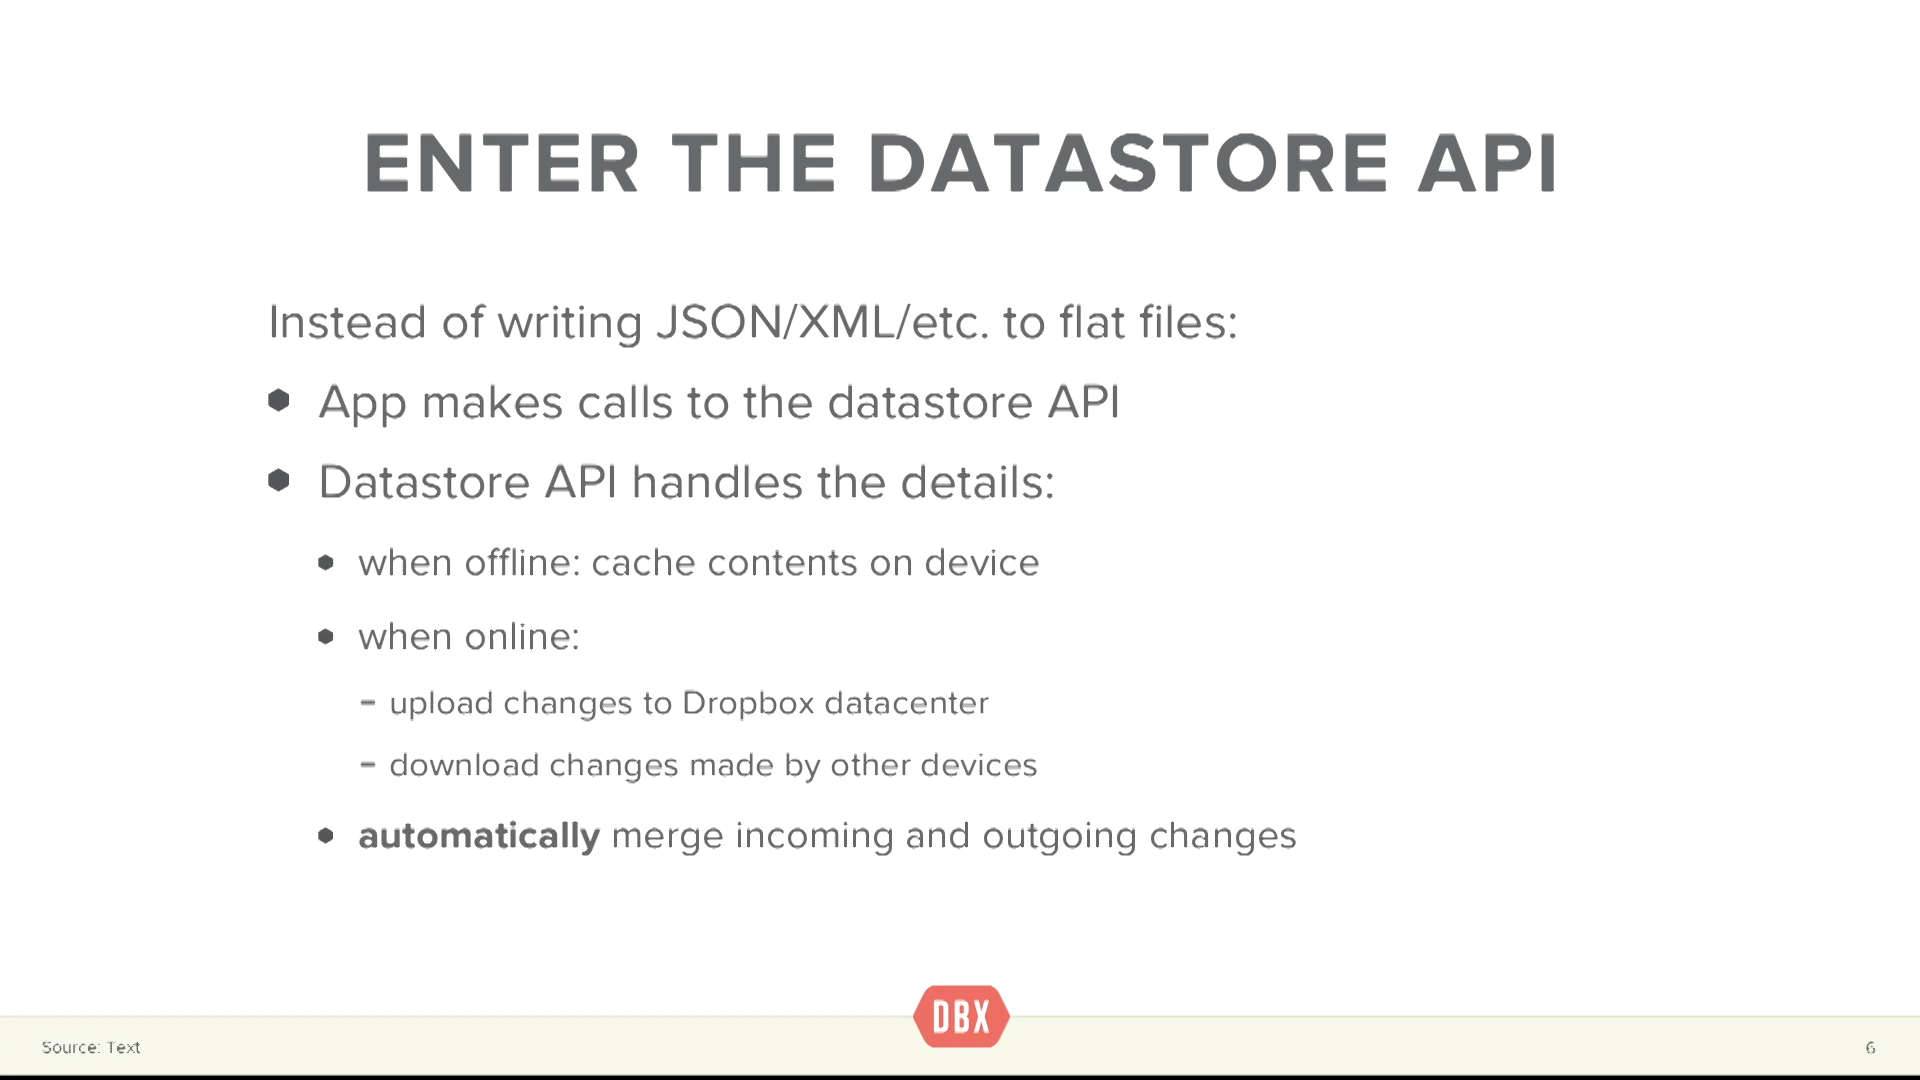 ENTER THE DATASTORE API
Instead of writing JSON/XML/etc. to flat files:
App makes calls to the datastore API
Datastore API handles the details:
when offline: cache contents on device
when online:
– upload changes to Dropbox datacenter
– download changes made by other devices
automatically merge incoming and outgoing changes
DBX
Source: Text
6